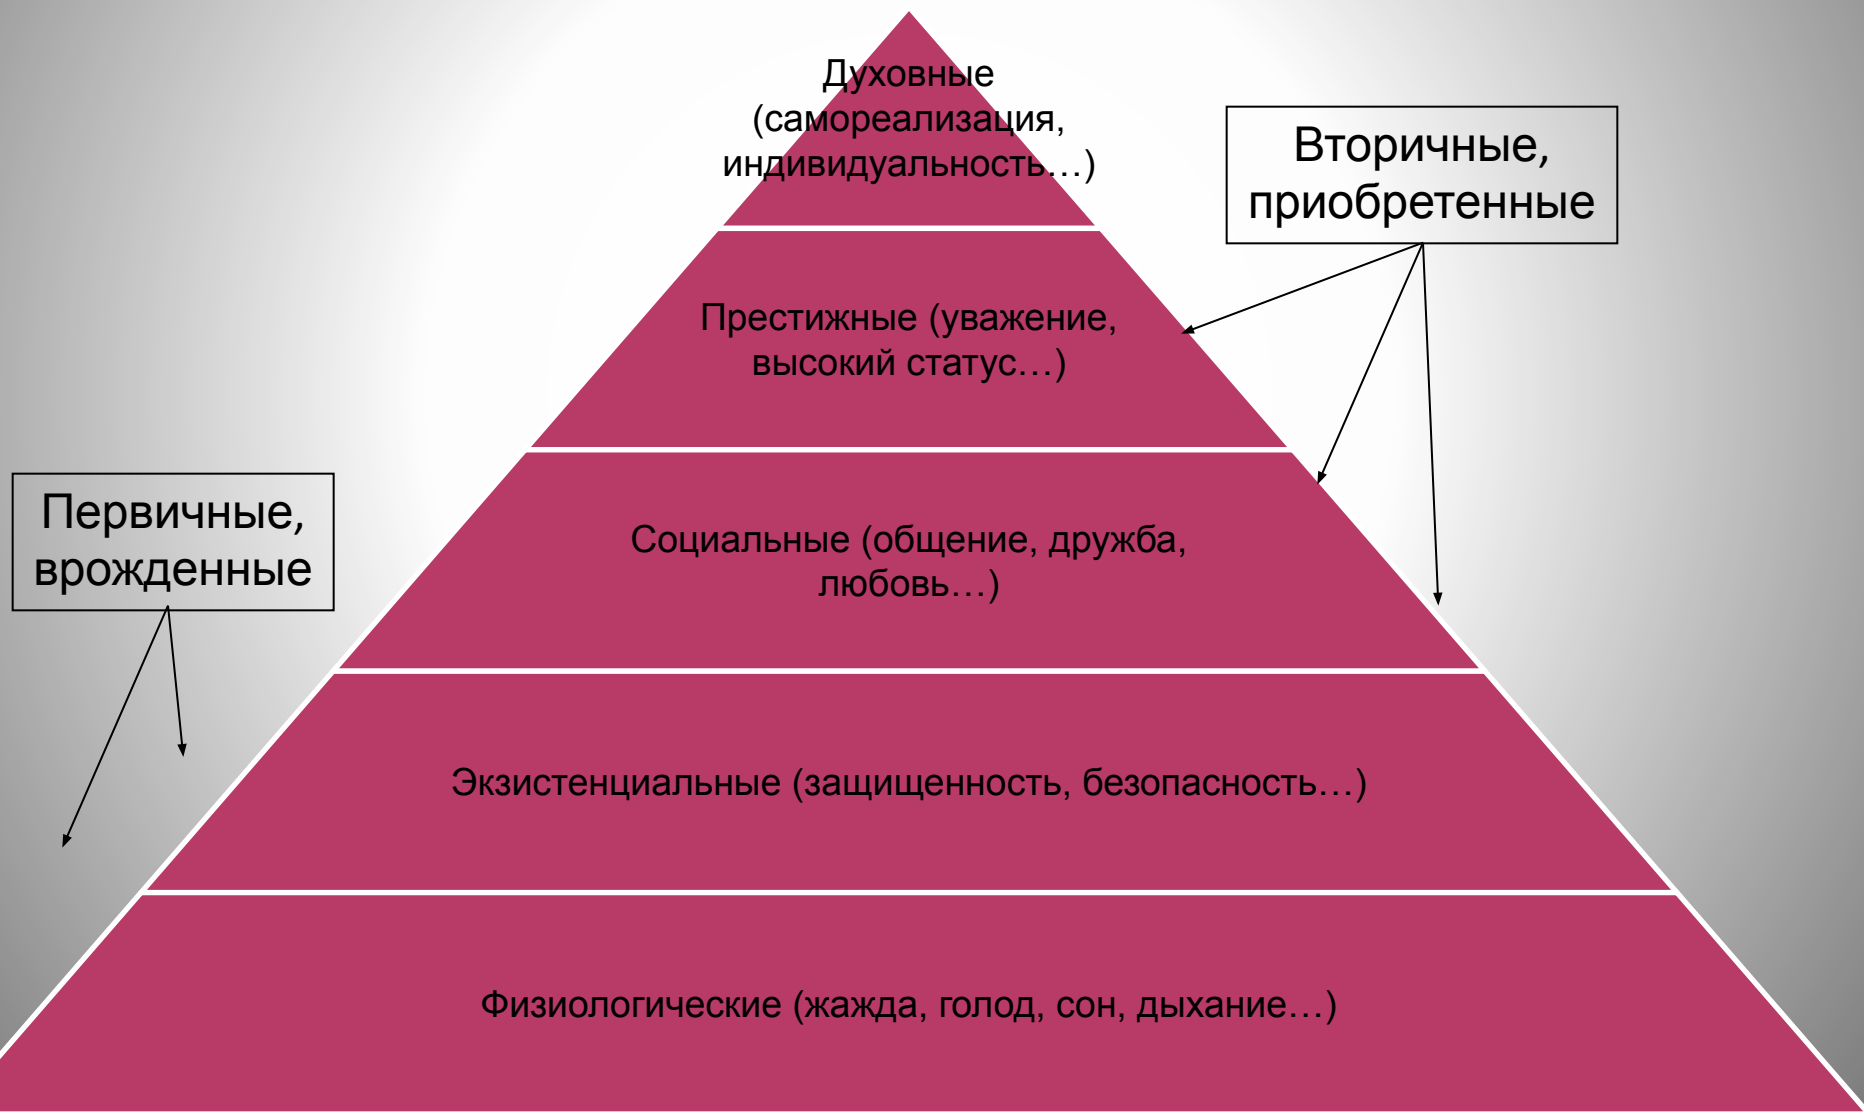 Духовные
(самореализация,
индивидуальность…)
Вторичные,
приобретенные
Престижные (уважение,
высокий статус…)
Первичные,
врожденные
Социальные (общение, дружба,
любовь…)
Экзистенциальные (защищенность, безопасность…)
Физиологические (жажда, голод, сон, дыхание…)